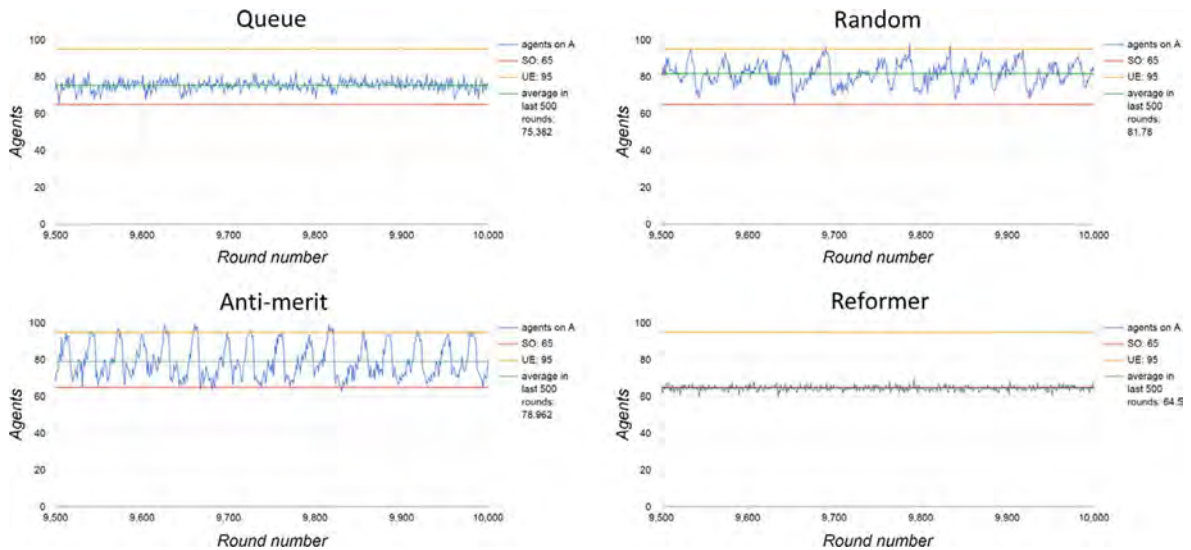 Queue
100
80
60
40
20
0
Agents
9,500
9,600
9,700
9,800
9,900
10,000
Round number
agents on A
SO: 65
UE: 95
average in
last 500
rounds:
75,382
Random
100
80
60
40
20
0
Agents
9,500
9,600
9,700
9,800
9,900
10,000
Round number
agents on A
SO: 65
UE: 95
average in
last 500
rounds:
81.78
Anti-merit
100
80
60
40
20
0
Agents
9,500
9,600
9,700
9,800
9,900
10,000
Round number
agents on A
SO: 65
UE: 95
average in
last 500
rounds:
78.962
Reformer
100
80
60
40
20
0
Agents
9,500
9,600
9,700
9,800
9,900
10,000
Round number
agents on A
SO: 65
UE: 95
average in
last 500
rounds: 64.5